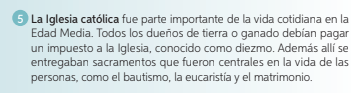 5 La Iglesia católica fue parte importante de la vida cotidiana en la
Edad Media. Todos los dueños de tierra o ganado debían pagar
un impuesto a la Iglesia, conocido como diezmo. Además allí se
entregaban sacramentos que fueron centrales en la vida de las
personas, como el bautismo, la eucaristía y el matrimonio.